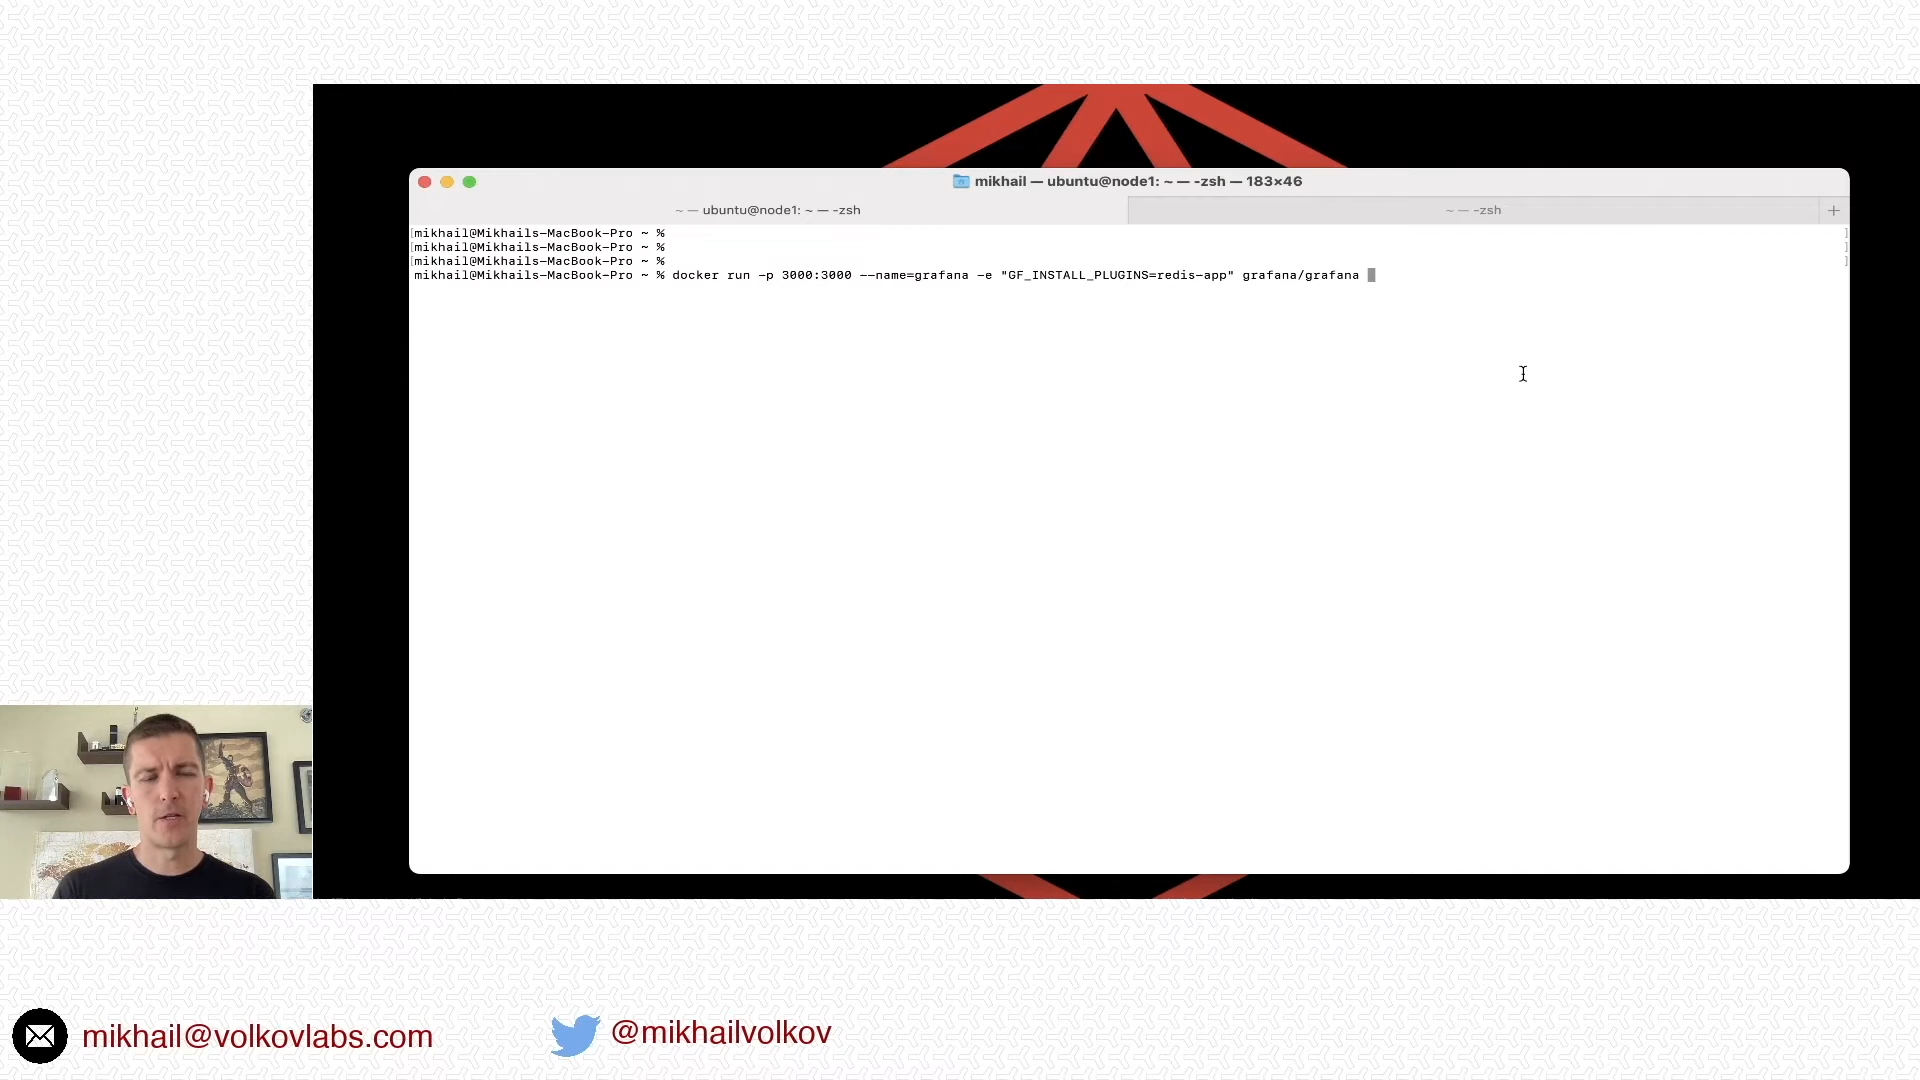 mikhail — ubuntu@node1: ~ — -zsh — 183×46
~ — ubuntu@node1: ~ — -zsh
~ — -zsh
[mikhail@Mikhails-MacBook-Pro ~ % ]
[mikhail@Mikhails-MacBook-Pro ~ % ]
[mikhail@Mikhails-MacBook-Pro ~ % ]
mikhail@Mikhails-MacBook-Pro ~ % docker run -p 3000:3000 --name=grafana -e "GF_INSTALL_PLUGINS=redis-app" grafana/grafana
mikhail@volkovlabs.com
@mikhailvolkov